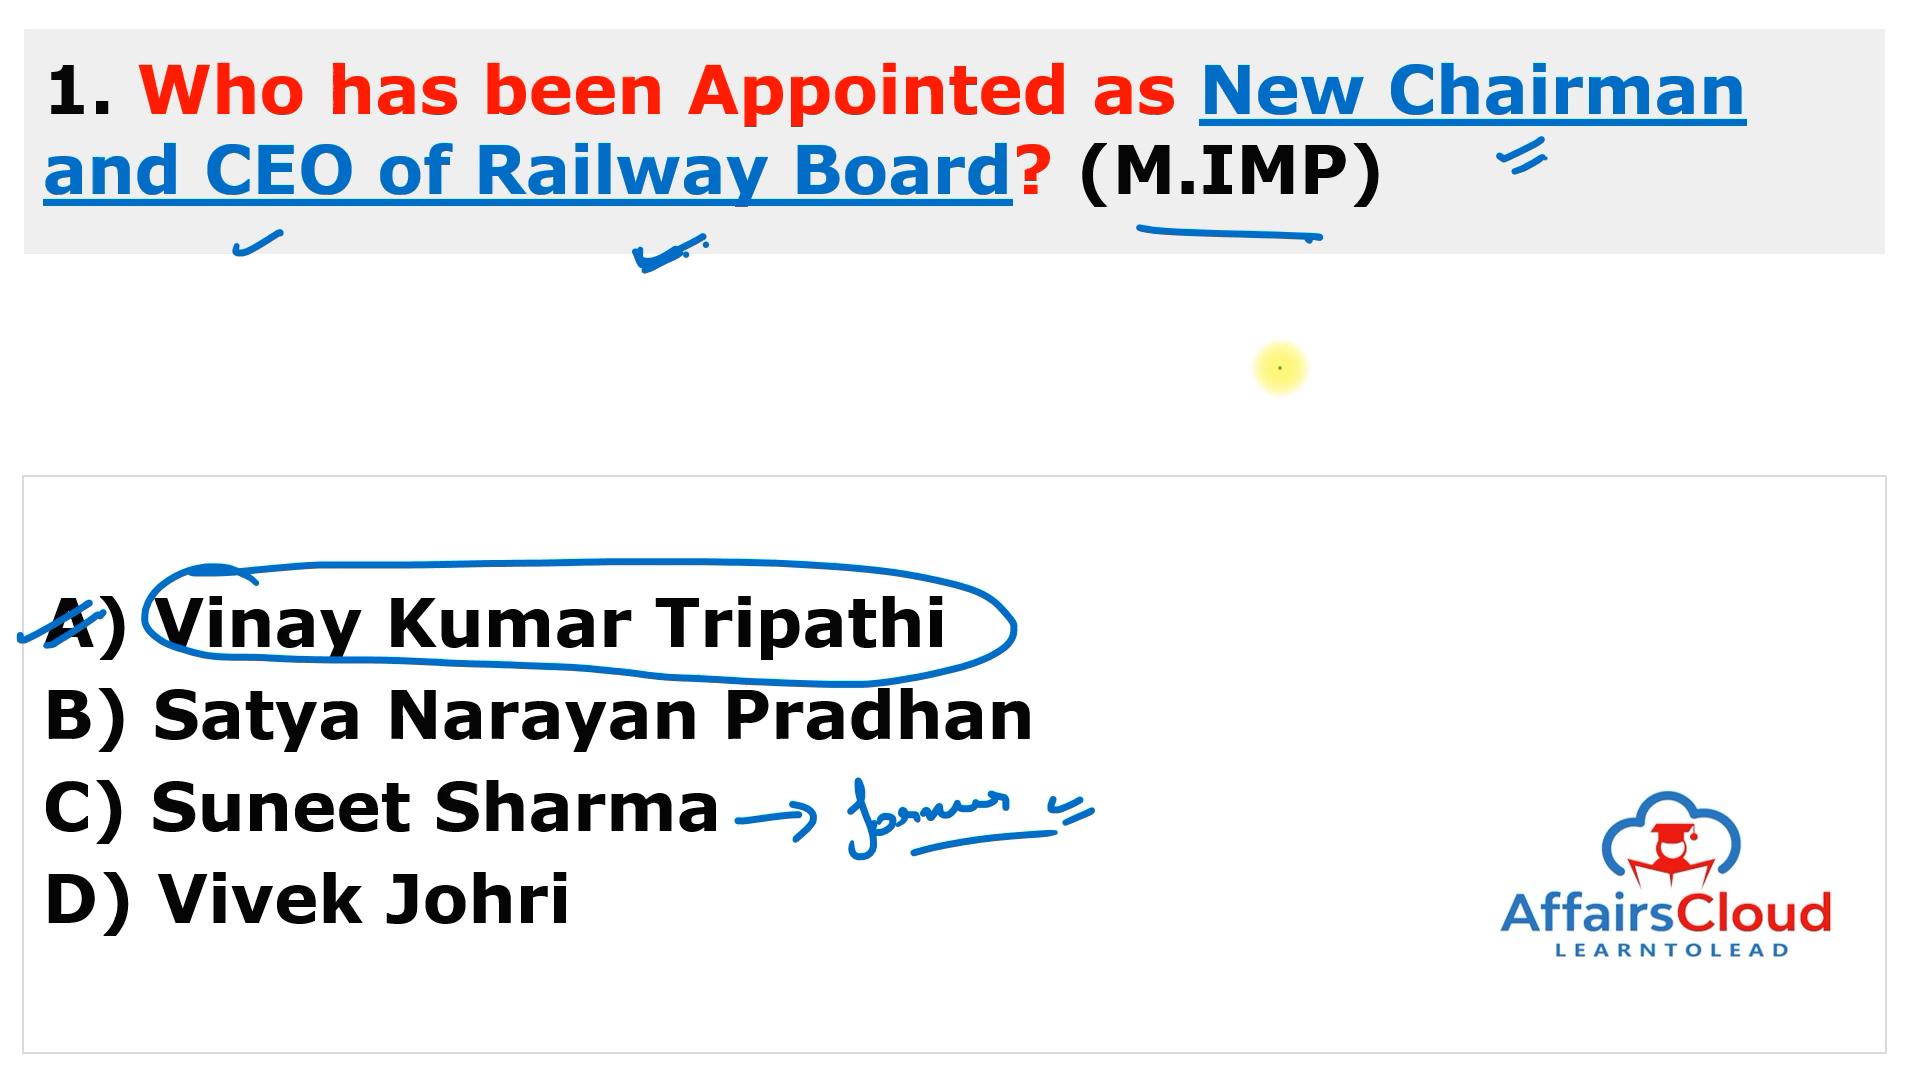 1. Who has been Appointed as New Chairman
and CEO of Railway Board? (M.IMP)
A) Vinay Kumar Tripathi
B) Satya Narayan Pradhan
C) Suneet Sharma → former
D) Vivek Johri
AffairsCloud
LEARNTOLEAD